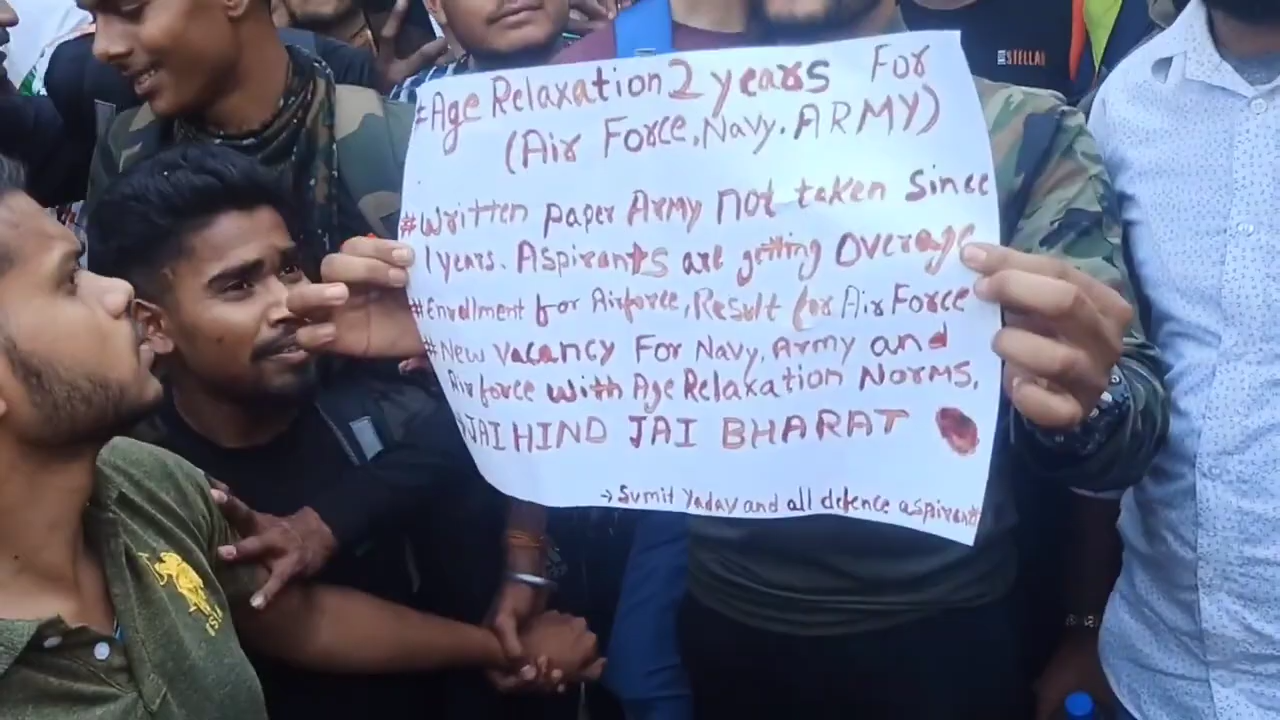 STELLAR
#Age Relaxation 2 years For
(Air Force, Navy. ARMY)
#Written paper Army not taken Since
1 years. Aspirants are getting Overage
#Enrollment for Airforce, Result for Air Force
#New Vacancy For Navy, Army and
Airforce with Age Relaxation Norms.
#JAI HIND JAI BHARAT
→ Sumit Yadav and all defence aspirants